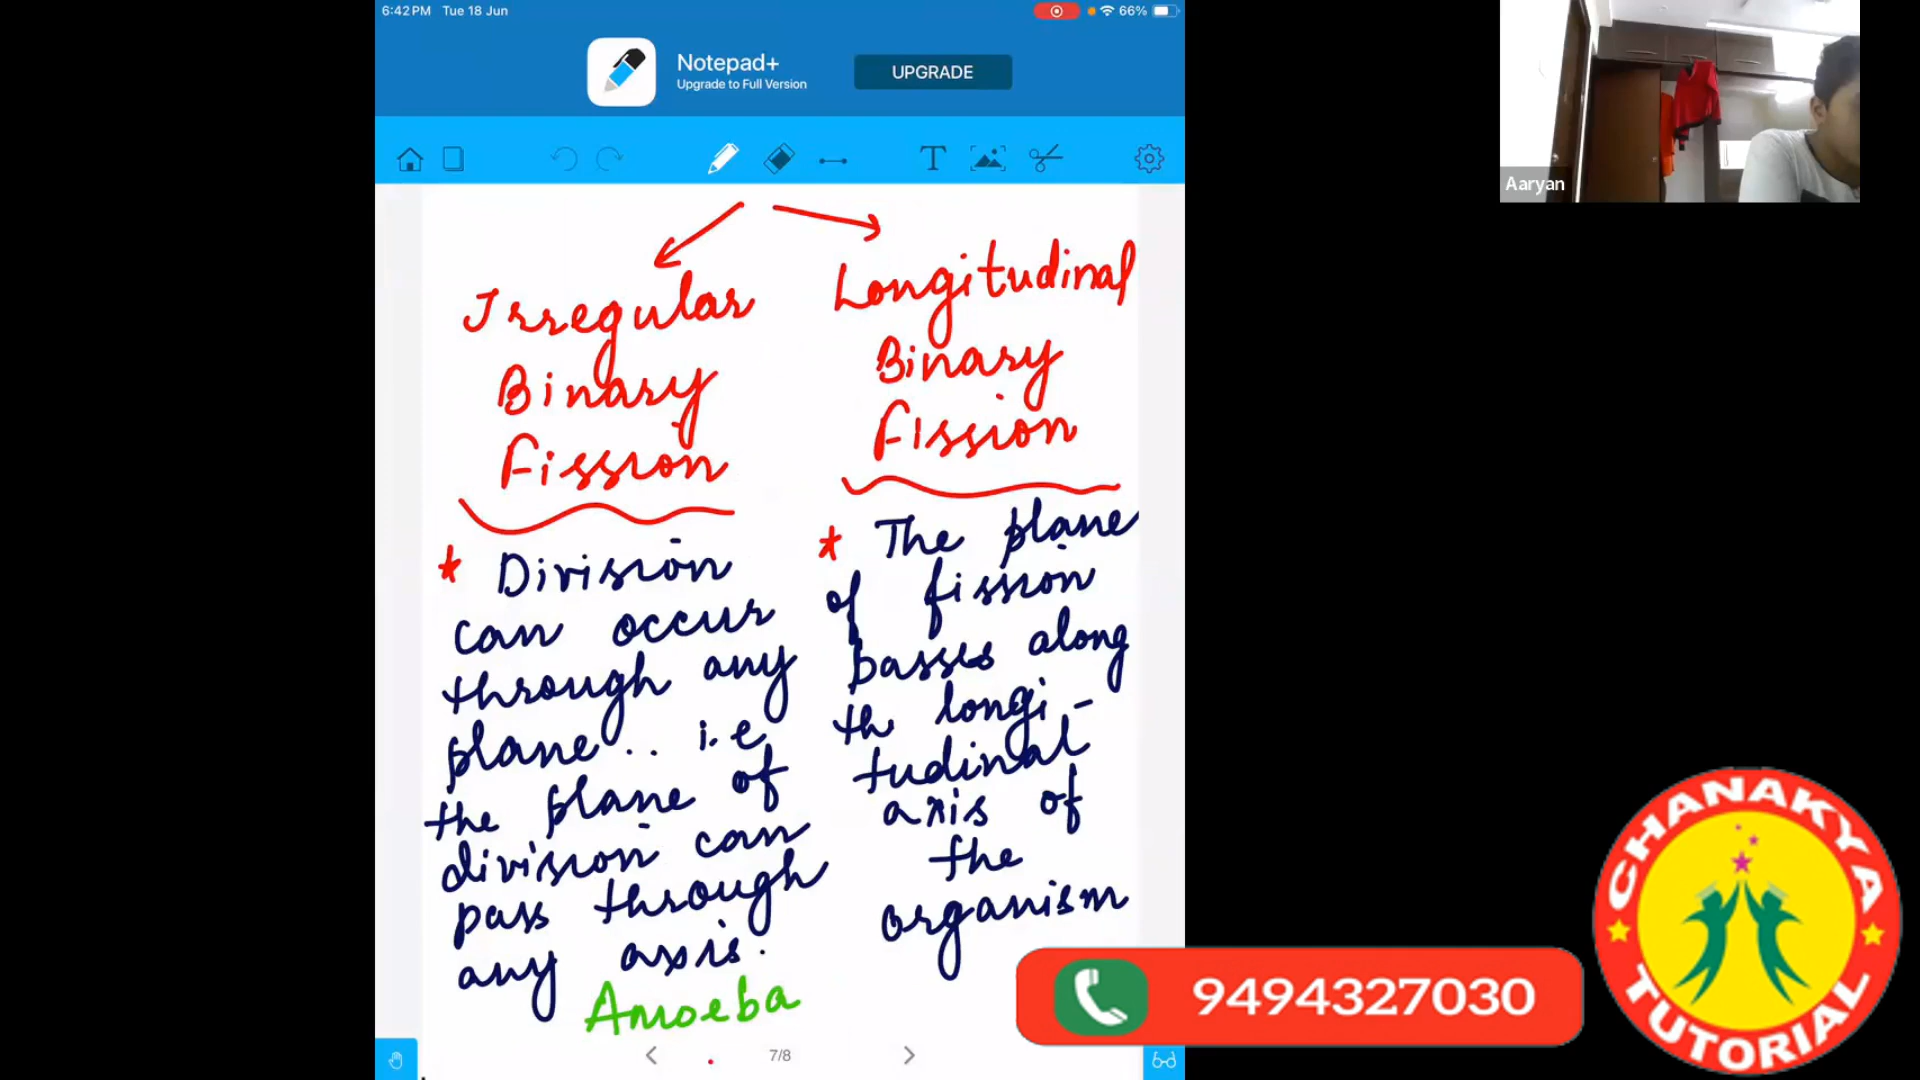 6:42 PM Tue 18 Jun
66%
Notepad+
Upgrade to Full Version
UPGRADE
T
Aaryan
Irregular
Binary
Fission
* Division
can occur
through any
plane.. i.e
the plane of
division can
pass through
any axis.
Amoeba
Longitudinal
Binary
Fission
* The plane
of fission
passes along
the longi-
tudinal
axis of
the
organism
7/8
9494327030
CHANAKYA
TUTORIAL